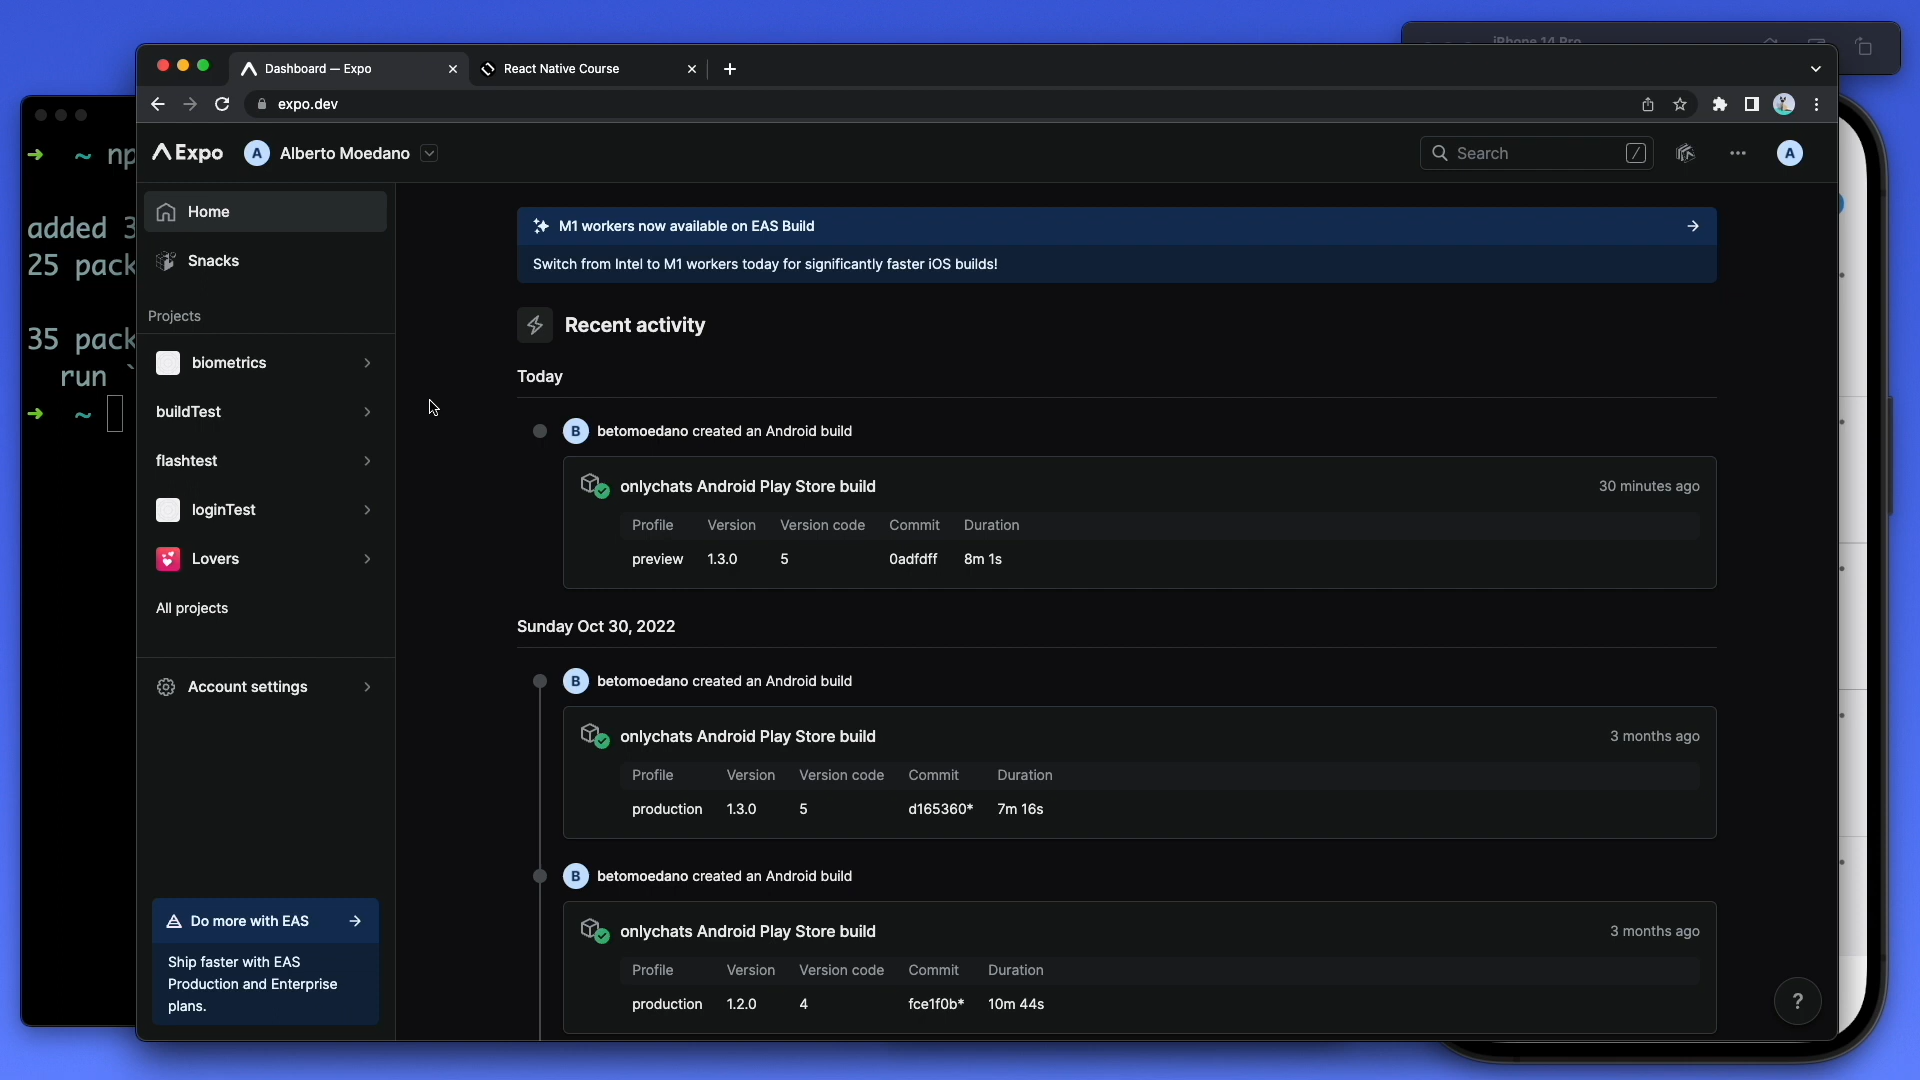 iPhone 14 Pro
Dashboard — Expo
React Native Course
expo.dev
~ np
added 3
25 pack
35 pack
run `
~
Expo
A
Alberto Moedano
Search
/
A
Home
Snacks
Projects
biometrics
buildTest
flashtest
loginTest
Lovers
All projects
Account settings
Do more with EAS
Ship faster with EAS
Production and Enterprise
plans.
M1 workers now available on EAS Build
Switch from Intel to M1 workers today for significantly faster iOS builds!
Recent activity
Today
B betomoedano created an Android build
onlychats Android Play Store build 30 minutes ago
Profile Version Version code Commit Duration
preview 1.3.0 5 0adfdff 8m 1s
Sunday Oct 30, 2022
B betomoedano created an Android build
onlychats Android Play Store build 3 months ago
Profile Version Version code Commit Duration
production 1.3.0 5 d165360* 7m 16s
B betomoedano created an Android build
onlychats Android Play Store build 3 months ago
Profile Version Version code Commit Duration
production 1.2.0 4 fce1f0b* 10m 44s
?